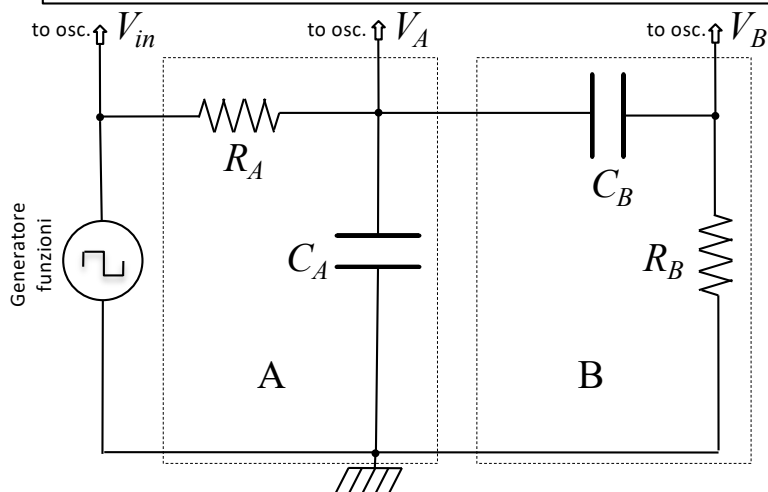 to osc. V_in
to osc. V_A
to osc. V_B
R_A
C_B
Generatore
funzioni
C_A
R_B
A
B